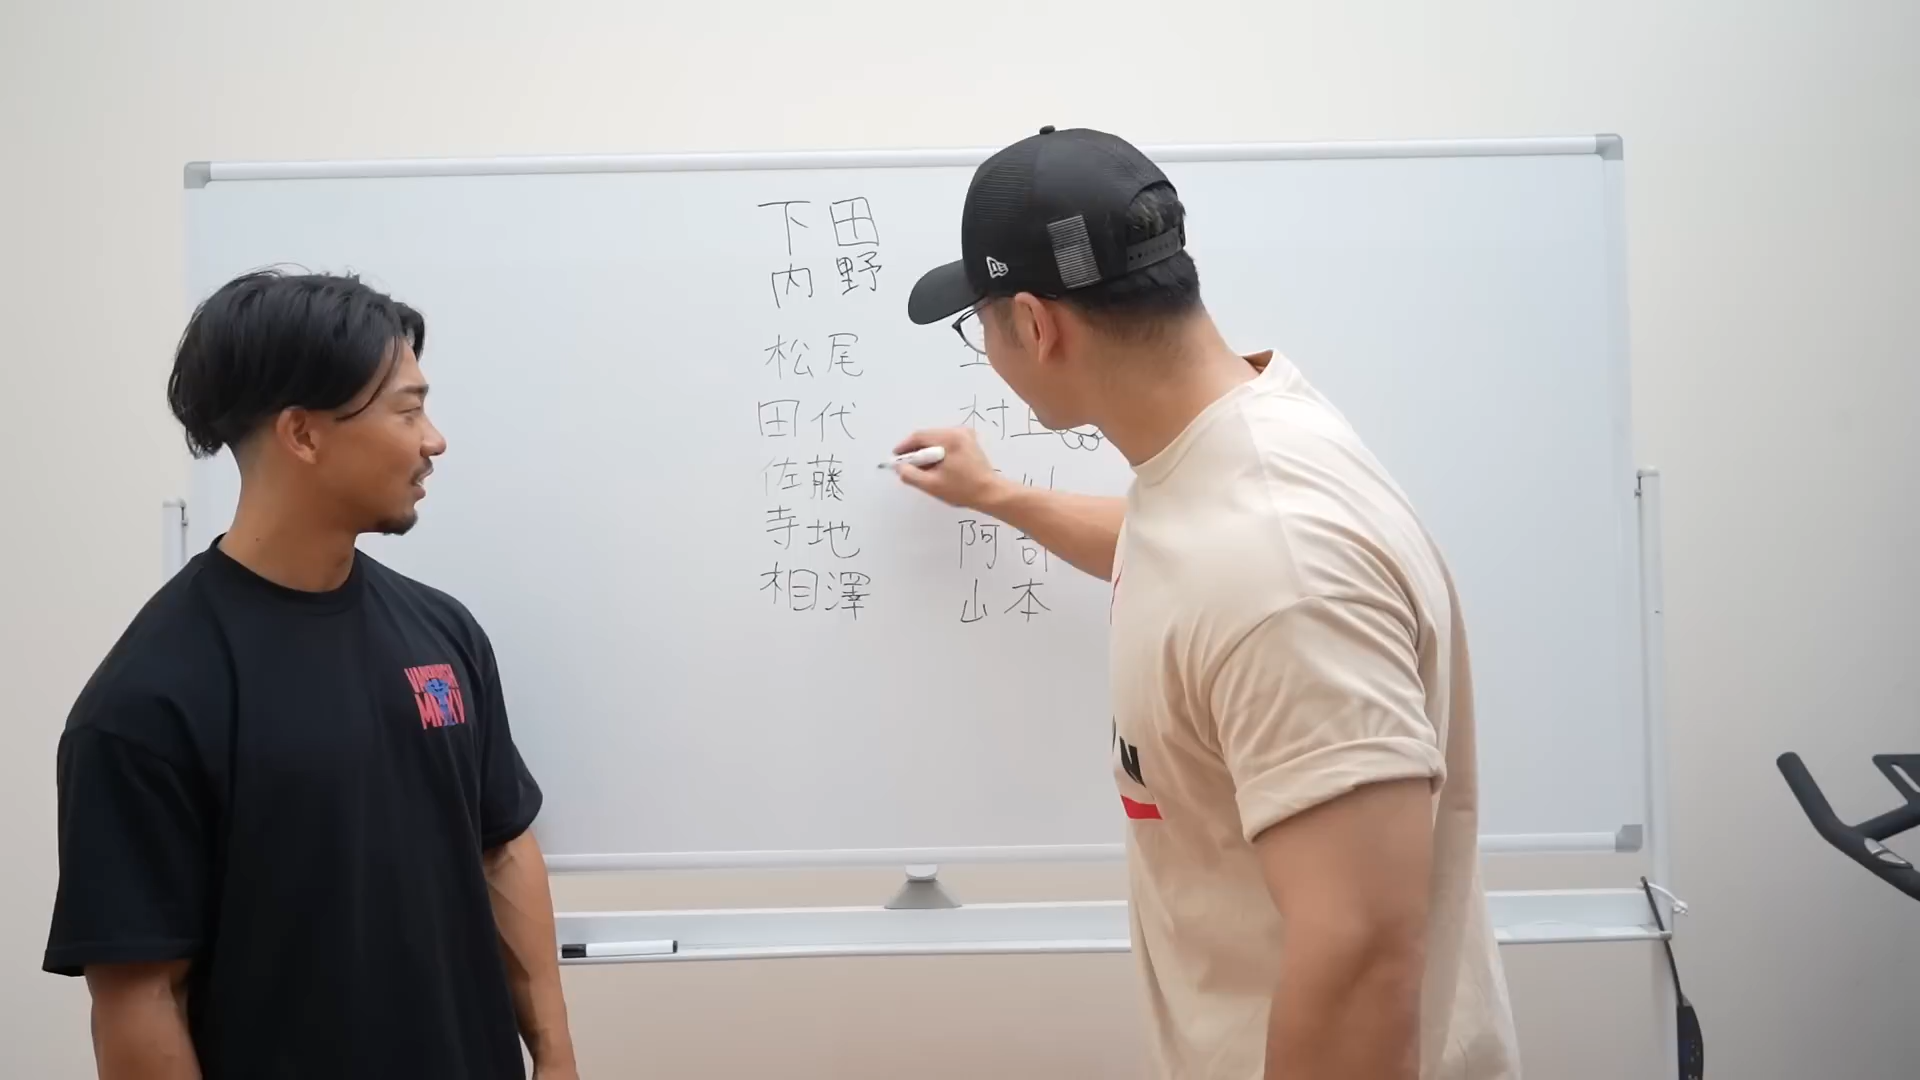 下田
内野
松尾
田代
佐藤
寺地
相澤
村上
阿部
山本